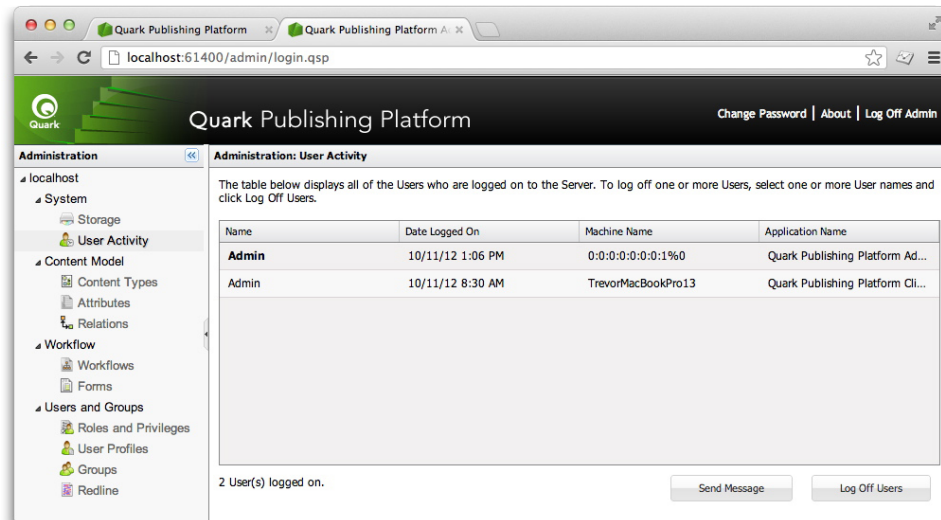 Quark Publishing Platform
Quark Publishing Platform Ac
localhost:61400/admin/login.qsp
Quark
Quark Publishing Platform
Change Password | About | Log Off Admin
Administration
Administration: User Activity
localhost
System
Storage
User Activity
Content Model
Content Types
Attributes
Relations
Workflow
Workflows
Forms
Users and Groups
Roles and Privileges
User Profiles
Groups
Redline
The table below displays all of the Users who are logged on to the Server. To log off one or more Users, select one or more User names and
click Log Off Users.
Name Date Logged On Machine Name Application Name
Admin 10/11/12 1:06 PM 0:0:0:0:0:0:0:1%0 Quark Publishing Platform Ad...
Admin 10/11/12 8:30 AM TrevorMacBookPro13 Quark Publishing Platform Cli...
2 User(s) logged on.
Send Message
Log Off Users